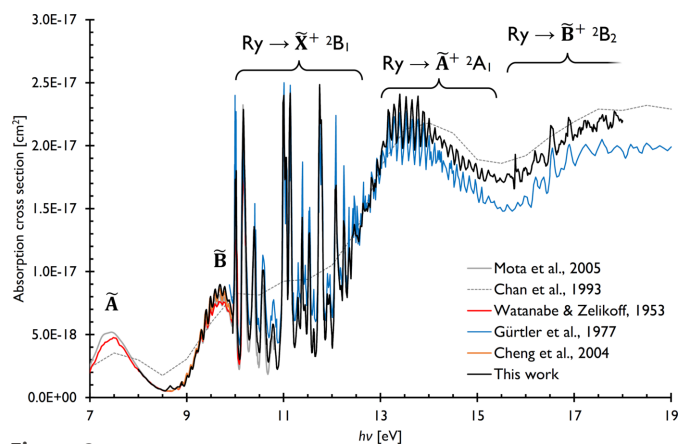 3.0E-17
2.5E-17
2.0E-17
1.5E-17
1.0E-17
5.0E-18
0.0E+00
Absorption cross section [cm²]
Ry → X̃⁺ ²B₁
Ry → Ã⁺ ²A₁
Ry → B̃⁺ ²B₂
Ã
B̃
Mota et al., 2005
Chan et al., 1993
Watanabe & Zelikoff, 1953
Gürtler et al., 1977
Cheng et al., 2004
This work
7 9 11 13 15 17 19
hν [eV]